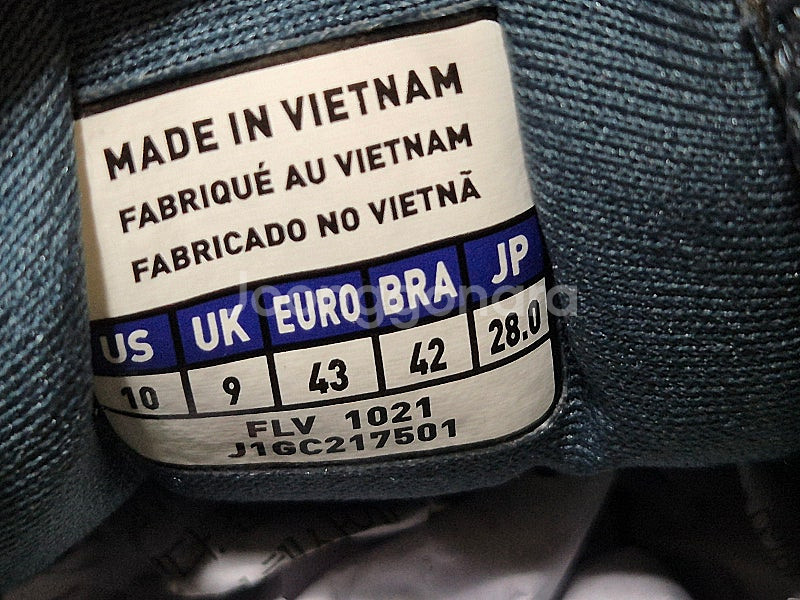 MADE IN VIETNAM
FABRIQUÉ AU VIETNAM
FABRICADO NO VIETNÃ
US UK EURO BRA JP
10 9 43 42 28.0
FLV 1021
J1GC217501
Joonggongna